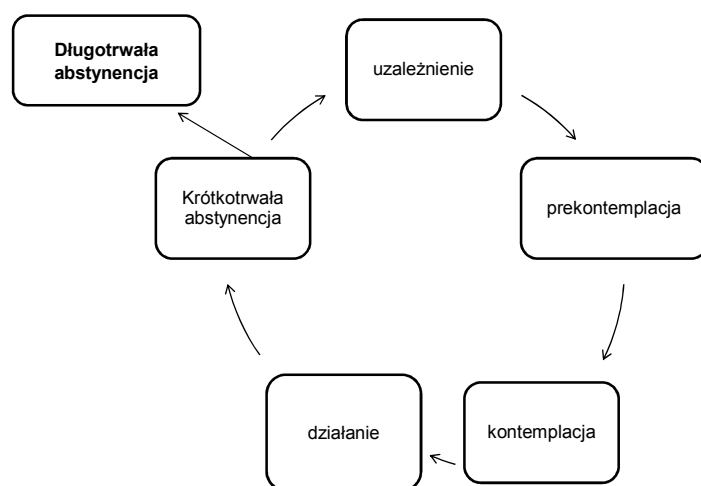 Długotrwała
abstynencja
uzależnienie
Krótkotrwała
abstynencja
prekontemplacja
działanie
kontemplacja